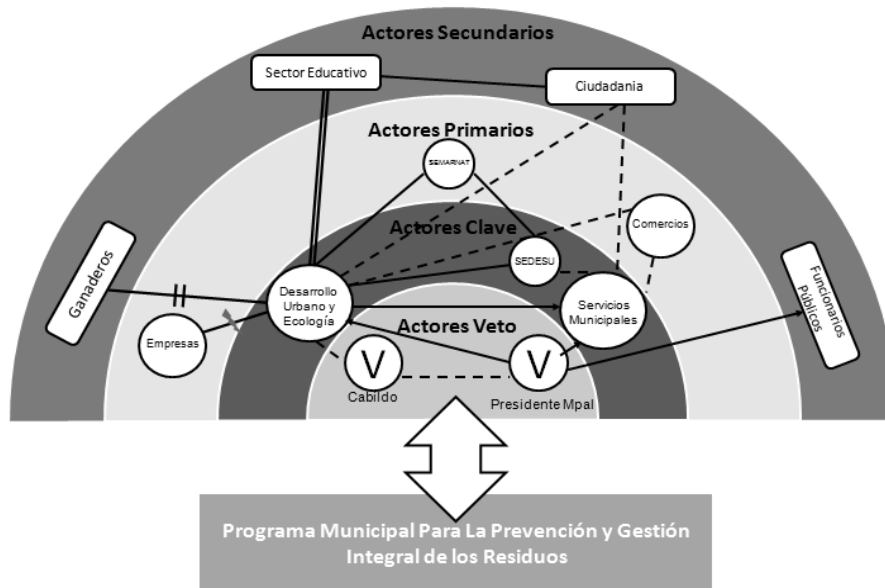 Actores Secundarios
Sector Educativo
Ciudadania
Actores Primarios
SEMARNAT
Actores Clave
Comercios
SEDESU
Ganaderos
Desarrollo
Urbano y
Ecología
Servicios
Municipales
Funcionarios
Públicos
Empresas
Actores Veto
V
V
Cabildo
Presidente Mpal
Programa Municipal Para La Prevención y Gestión
Integral de los Residuos